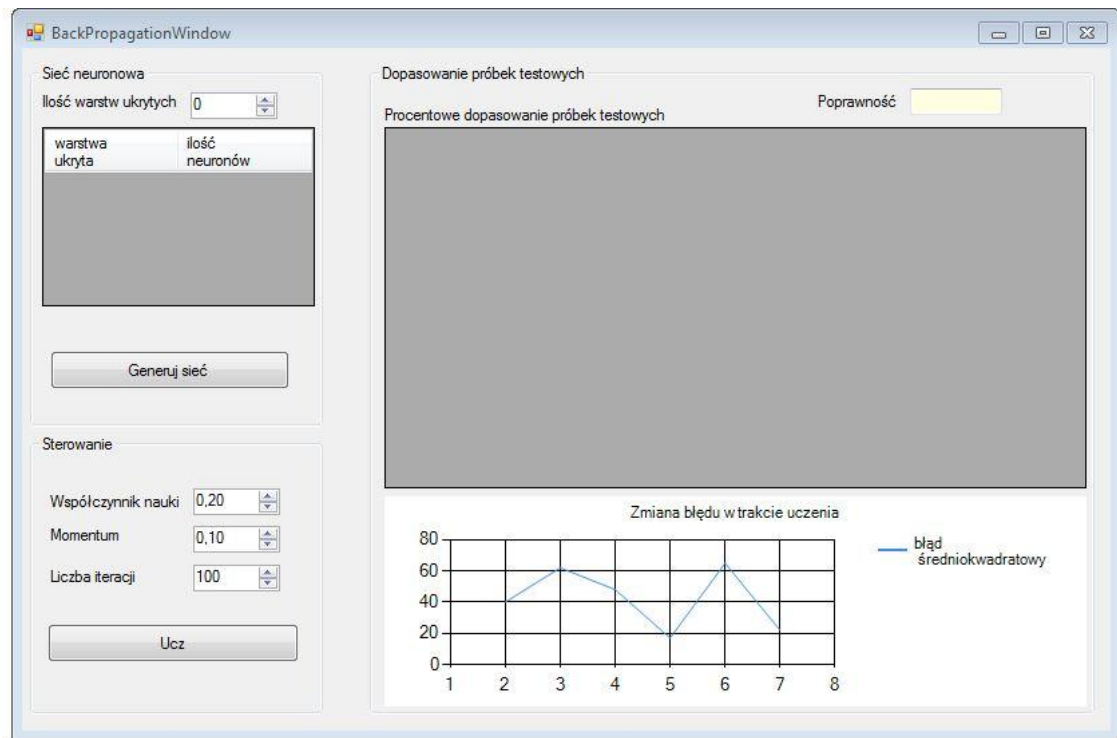 BackPropagationWindow
Sieć neuronowa
Ilość warstw ukrytych 0
warstwa ukryta
ilość neuronów
Generuj sieć
Sterowanie
Współczynnik nauki 0,20
Momentum 0,10
Liczba iteracji 100
Ucz
Dopasowanie próbek testowych
Poprawność
Procentowe dopasowanie próbek testowych
Zmiana błędu w trakcie uczenia
80
60
40
20
0
1 2 3 4 5 6 7 8
błąd
średniokwadratowy